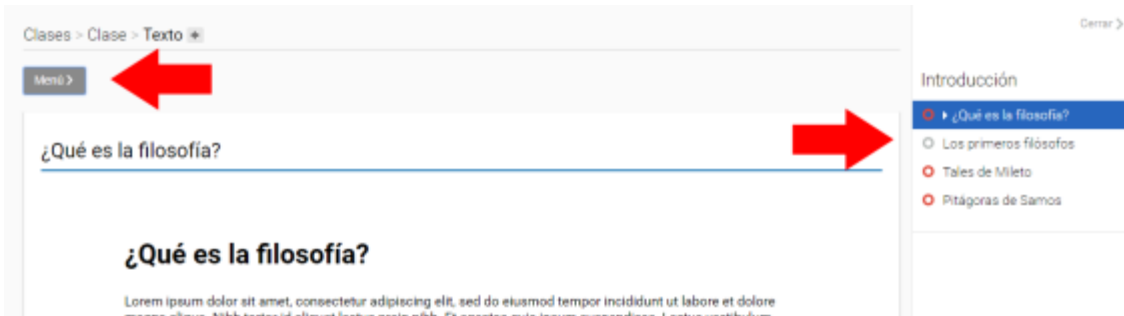 Clases > Clase > Texto +
Menú >
¿Qué es la filosofía?
¿Qué es la filosofía?
Lorem ipsum dolor sit amet, consectetur adipiscing elit, sed do eiusmod tempor incididunt ut labore et dolore
Cerrar >
Introducción
¿Qué es la filosofía?
Los primeros filósofos
Tales de Mileto
Pitágoras de Samos